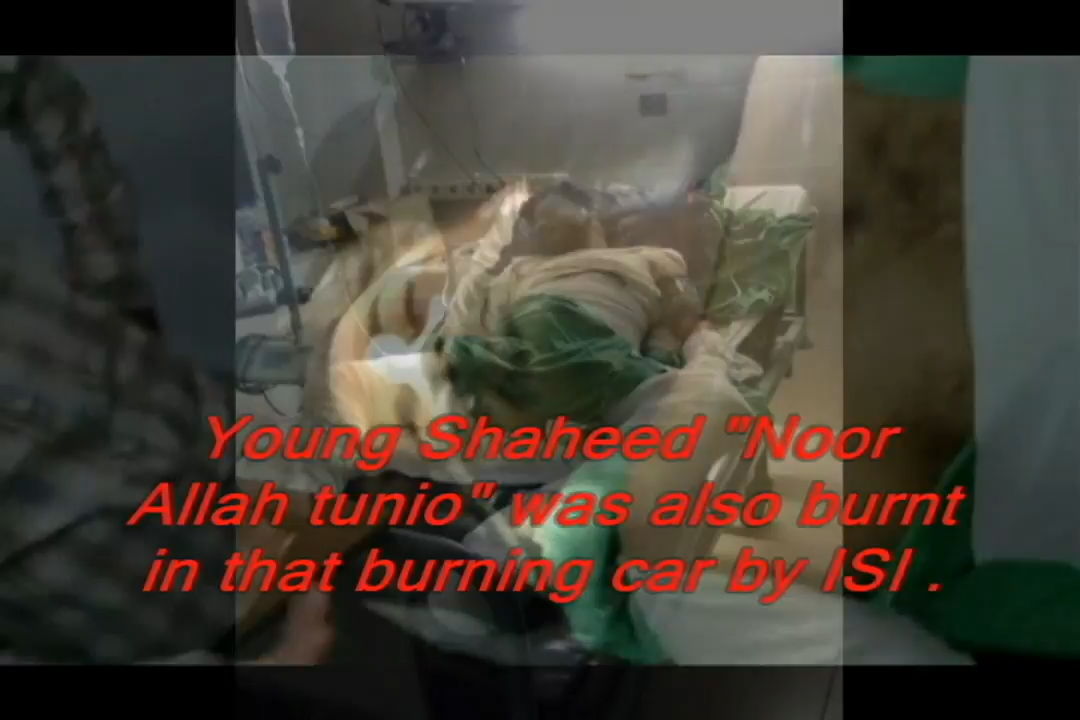 Young Shaheed "Noor
Allah tunio" was also burnt
in that burning car by ISI .